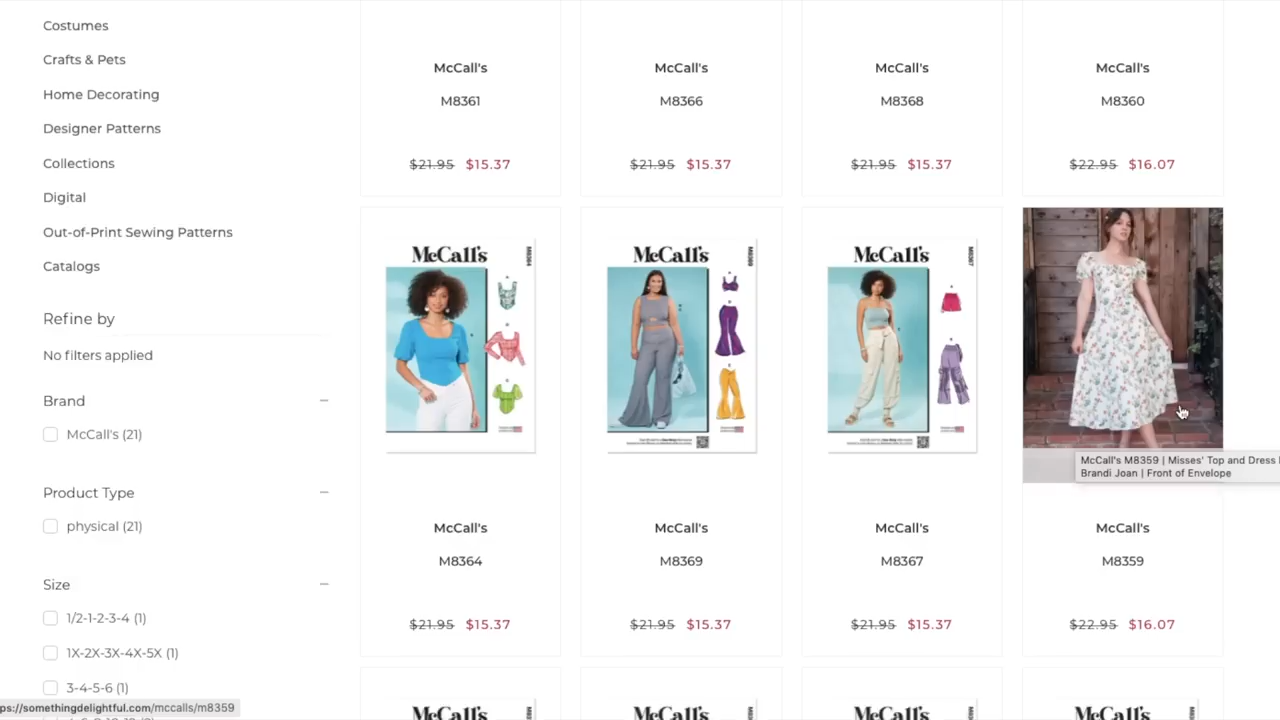 Costumes
Crafts & Pets
Home Decorating
Designer Patterns
Collections
Digital
Out-of-Print Sewing Patterns
Catalogs
Refine by
No filters applied
Brand
McCall's (21)
Product Type
physical (21)
Size
1/2-1-2-3-4 (1)
1X-2X-3X-4X-5X (1)
3-4-5-6 (1)
ps://somethingdelightful.com/mccalls/m8359
McCall's McCall's McCall's McCall's
M8361 M8366 M8368 M8360
$21.95 $15.37 $21.95 $15.37 $21.95 $15.37 $22.95 $16.07
McCall's M8364 McCall's M8369 McCall's M8367
McCall's M8359 | Misses' Top and Dress
Brandi Joan | Front of Envelope
McCall's McCall's McCall's McCall's
M8364 M8369 M8367 M8359
$21.95 $15.37 $21.95 $15.37 $21.95 $15.37 $22.95 $16.07
McCall's McCall's McCall's McCall's